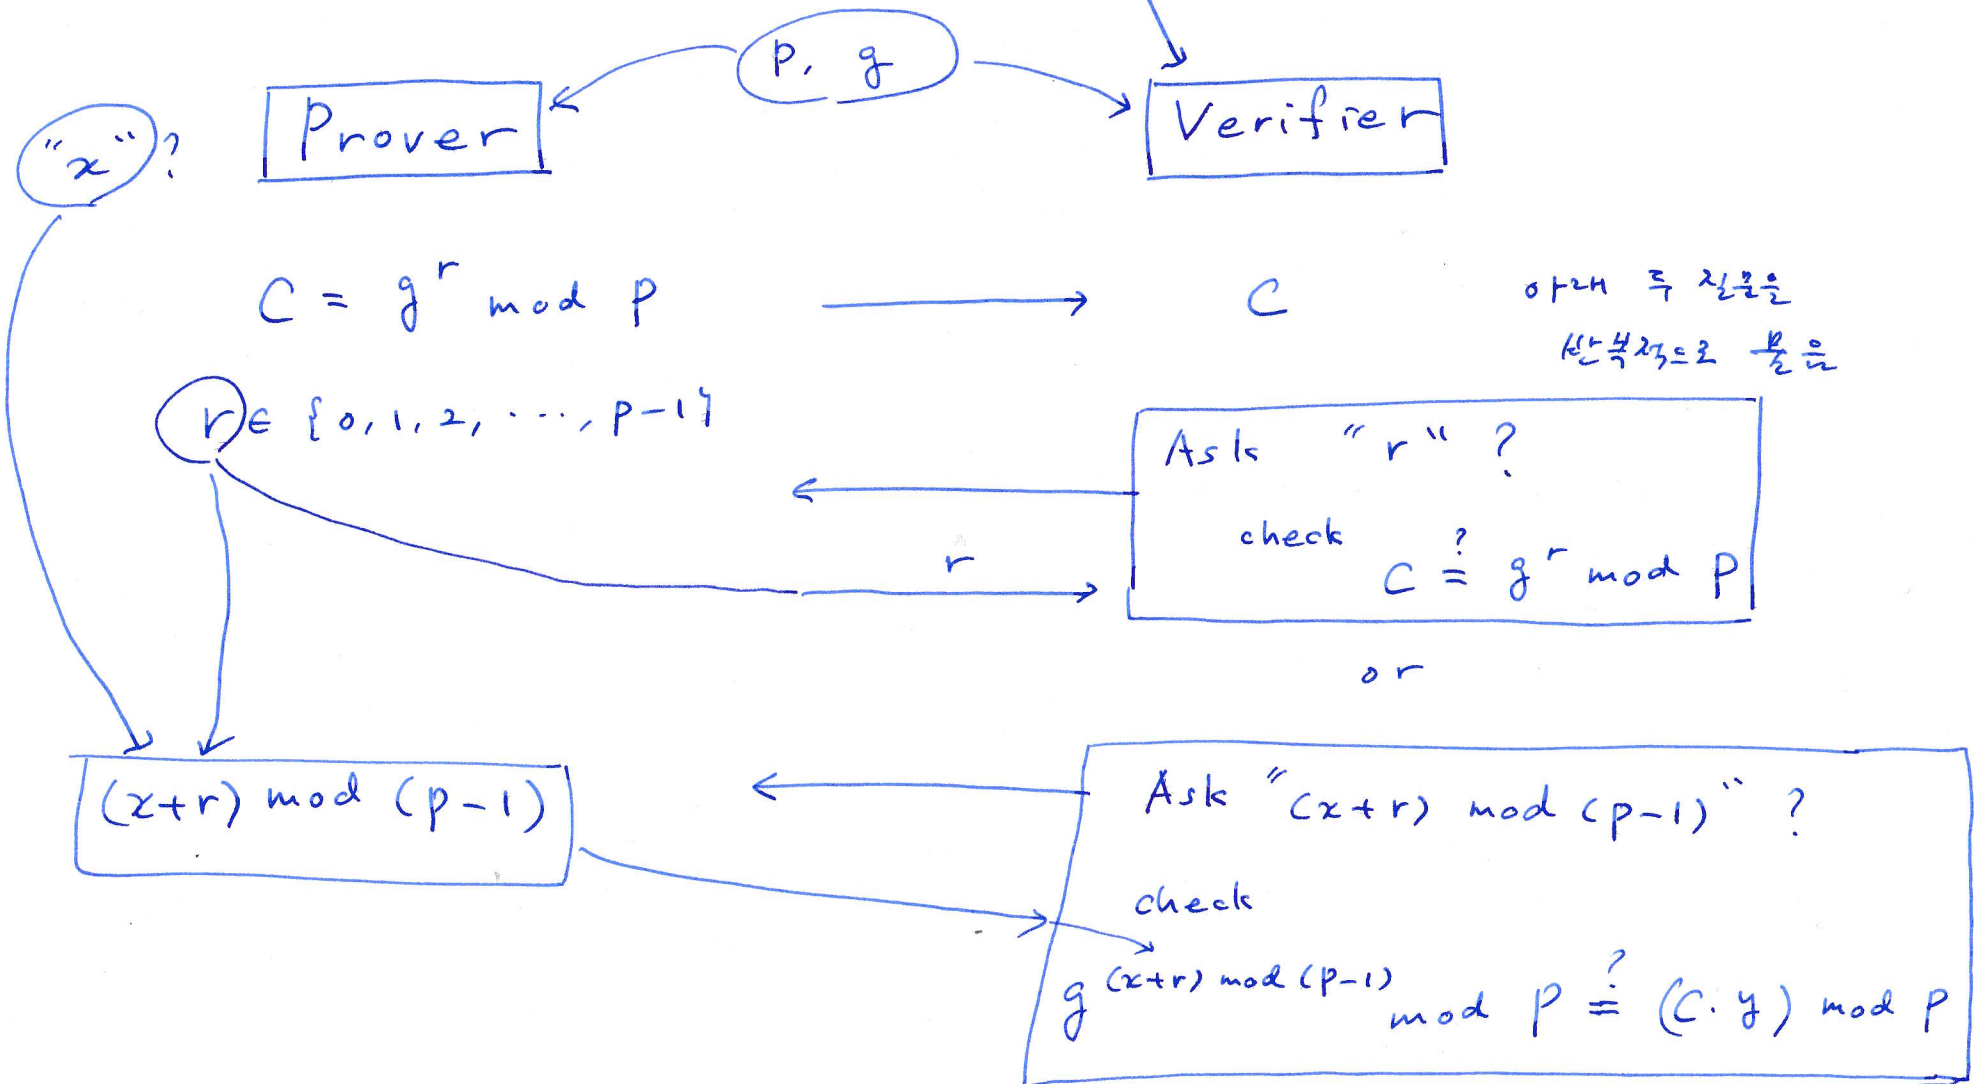 p, g
Prover
Verifier
"x" ?
C = g^r mod p
C
아래 두 질문을
반복적으로 물음
r ∈ {0, 1, 2, ..., p-1}
Ask "r" ?
check
C ≟ g^r mod p
r
or
(x+r) mod (p-1)
Ask "(x+r) mod (p-1)" ?
check
g^(x+r) mod (p-1) mod p ≟ (C·y) mod p